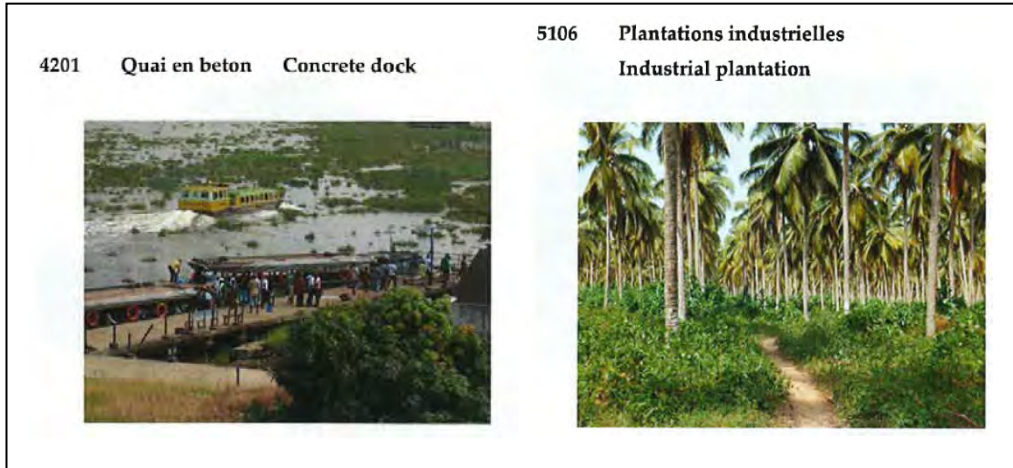 4201 Quai en beton Concrete dock
5106 Plantations industrielles
Industrial plantation